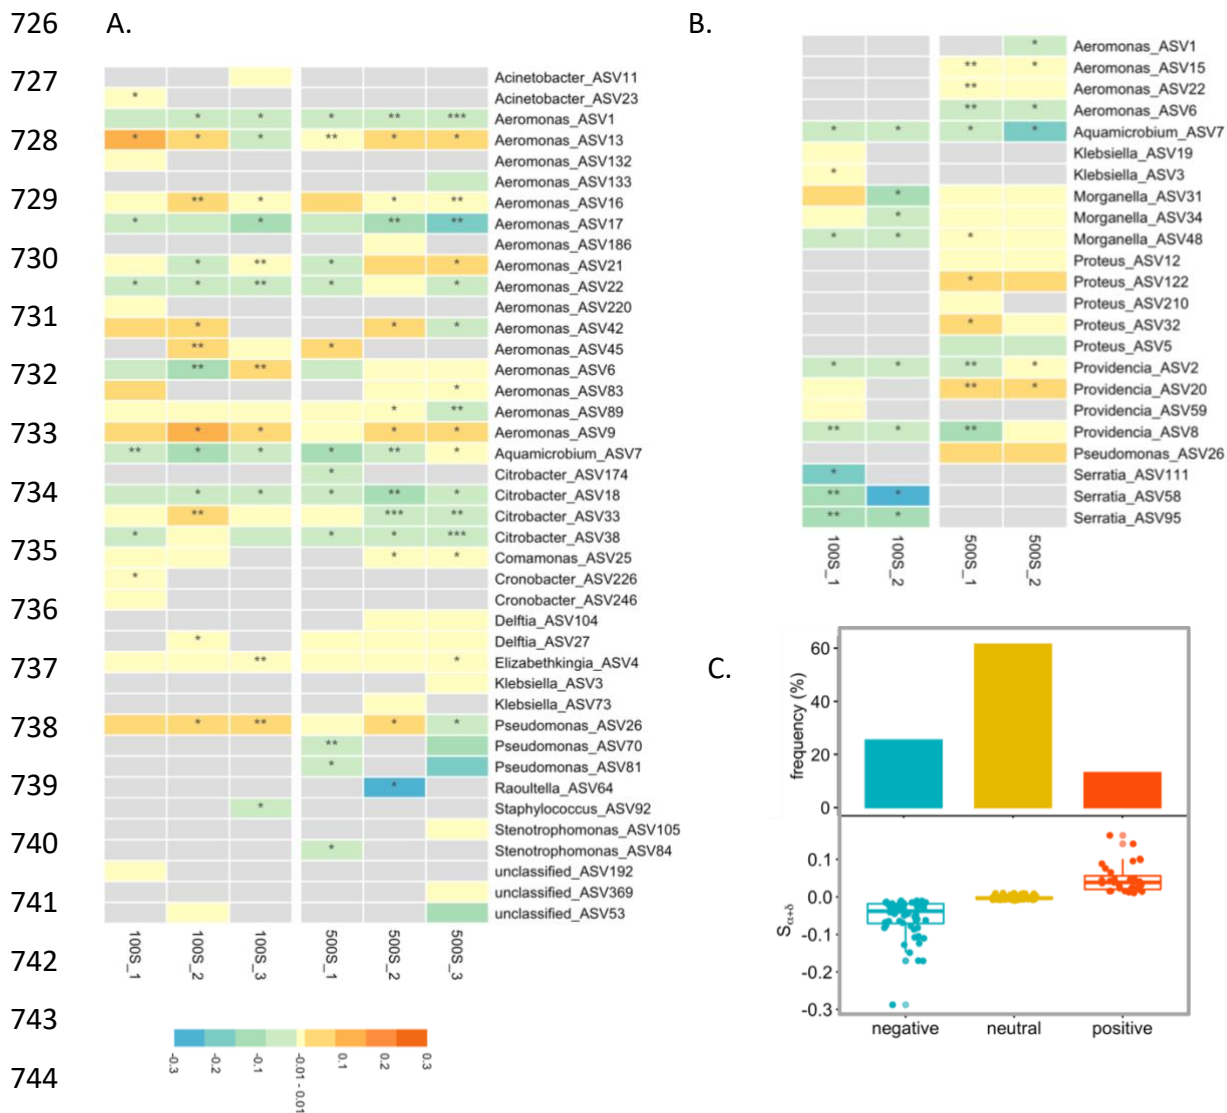 726
727
728
729
730
731
732
733
734
735
736
737
738
739
740
741
742
743
744
A.
Acinetobacter_ASV11
Acinetobacter_ASV23
*
Aeromonas_ASV1
* * * ** ***
Aeromonas_ASV13
* * * ** * *
Aeromonas_ASV132
Aeromonas_ASV133
Aeromonas_ASV16
** * * **
Aeromonas_ASV17
* * ** **
Aeromonas_ASV186
Aeromonas_ASV21
* ** * *
Aeromonas_ASV22
* * ** * *
Aeromonas_ASV220
Aeromonas_ASV42
* * *
Aeromonas_ASV45
** *
Aeromonas_ASV6
** **
Aeromonas_ASV83
*
Aeromonas_ASV89
* **
Aeromonas_ASV9
* * * *
Aquamicrobium_ASV7
** * * * ** *
Citrobacter_ASV174
*
Citrobacter_ASV18
* * * ** *
Citrobacter_ASV33
** *** **
Citrobacter_ASV38
* * * ***
Comamonas_ASV25
* *
Cronobacter_ASV226
*
Cronobacter_ASV246
Delftia_ASV104
Delftia_ASV27
*
Elizabethkingia_ASV4
** *
Klebsiella_ASV3
Klebsiella_ASV73
Pseudomonas_ASV26
* ** * *
Pseudomonas_ASV70
**
Pseudomonas_ASV81
*
Raoultella_ASV64
*
Staphylococcus_ASV92
*
Stenotrophomonas_ASV105
Stenotrophomonas_ASV84
*
unclassified_ASV192
unclassified_ASV369
unclassified_ASV53
100S_1
100S_2
100S_3
500S_1
500S_2
500S_3
-0.3
-0.2
-0.1
-0.01 - 0.01
0.1
0.2
0.3
B.
Aeromonas_ASV1
*
Aeromonas_ASV15
** *
Aeromonas_ASV22
**
Aeromonas_ASV6
** *
Aquamicrobium_ASV7
* * * *
Klebsiella_ASV19
Klebsiella_ASV3
*
Morganella_ASV31
*
Morganella_ASV34
*
Morganella_ASV48
* * *
Proteus_ASV12
Proteus_ASV122
*
Proteus_ASV210
Proteus_ASV32
*
Proteus_ASV5
Providencia_ASV2
* * ** *
Providencia_ASV20
** *
Providencia_ASV59
Providencia_ASV8
** * **
Pseudomonas_ASV26
Serratia_ASV111
*
Serratia_ASV58
** *
Serratia_ASV95
** *
100S_1
100S_2
500S_1
500S_2
C.
frequency (%)
60
40
20
0
Sα+δ
0.1
0.0
-0.1
-0.2
-0.3
negative
neutral
positive